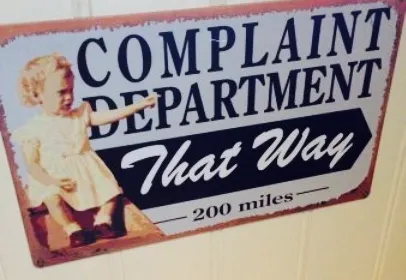 COMPLAINT
DEPARTMENT
That Way
200 miles